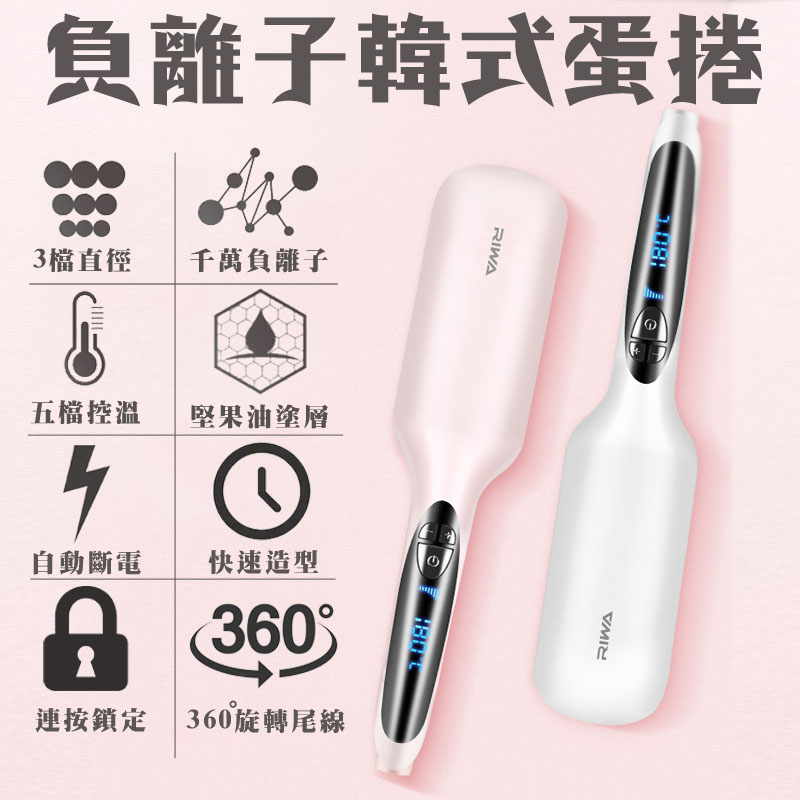 負離子韓式蛋捲
3檔直徑
千萬負離子
五檔控溫
堅果油塗層
自動斷電
快速造型
360°
連按鎖定
360°旋轉尾線
RIWA
180℃
RIWA
180℃